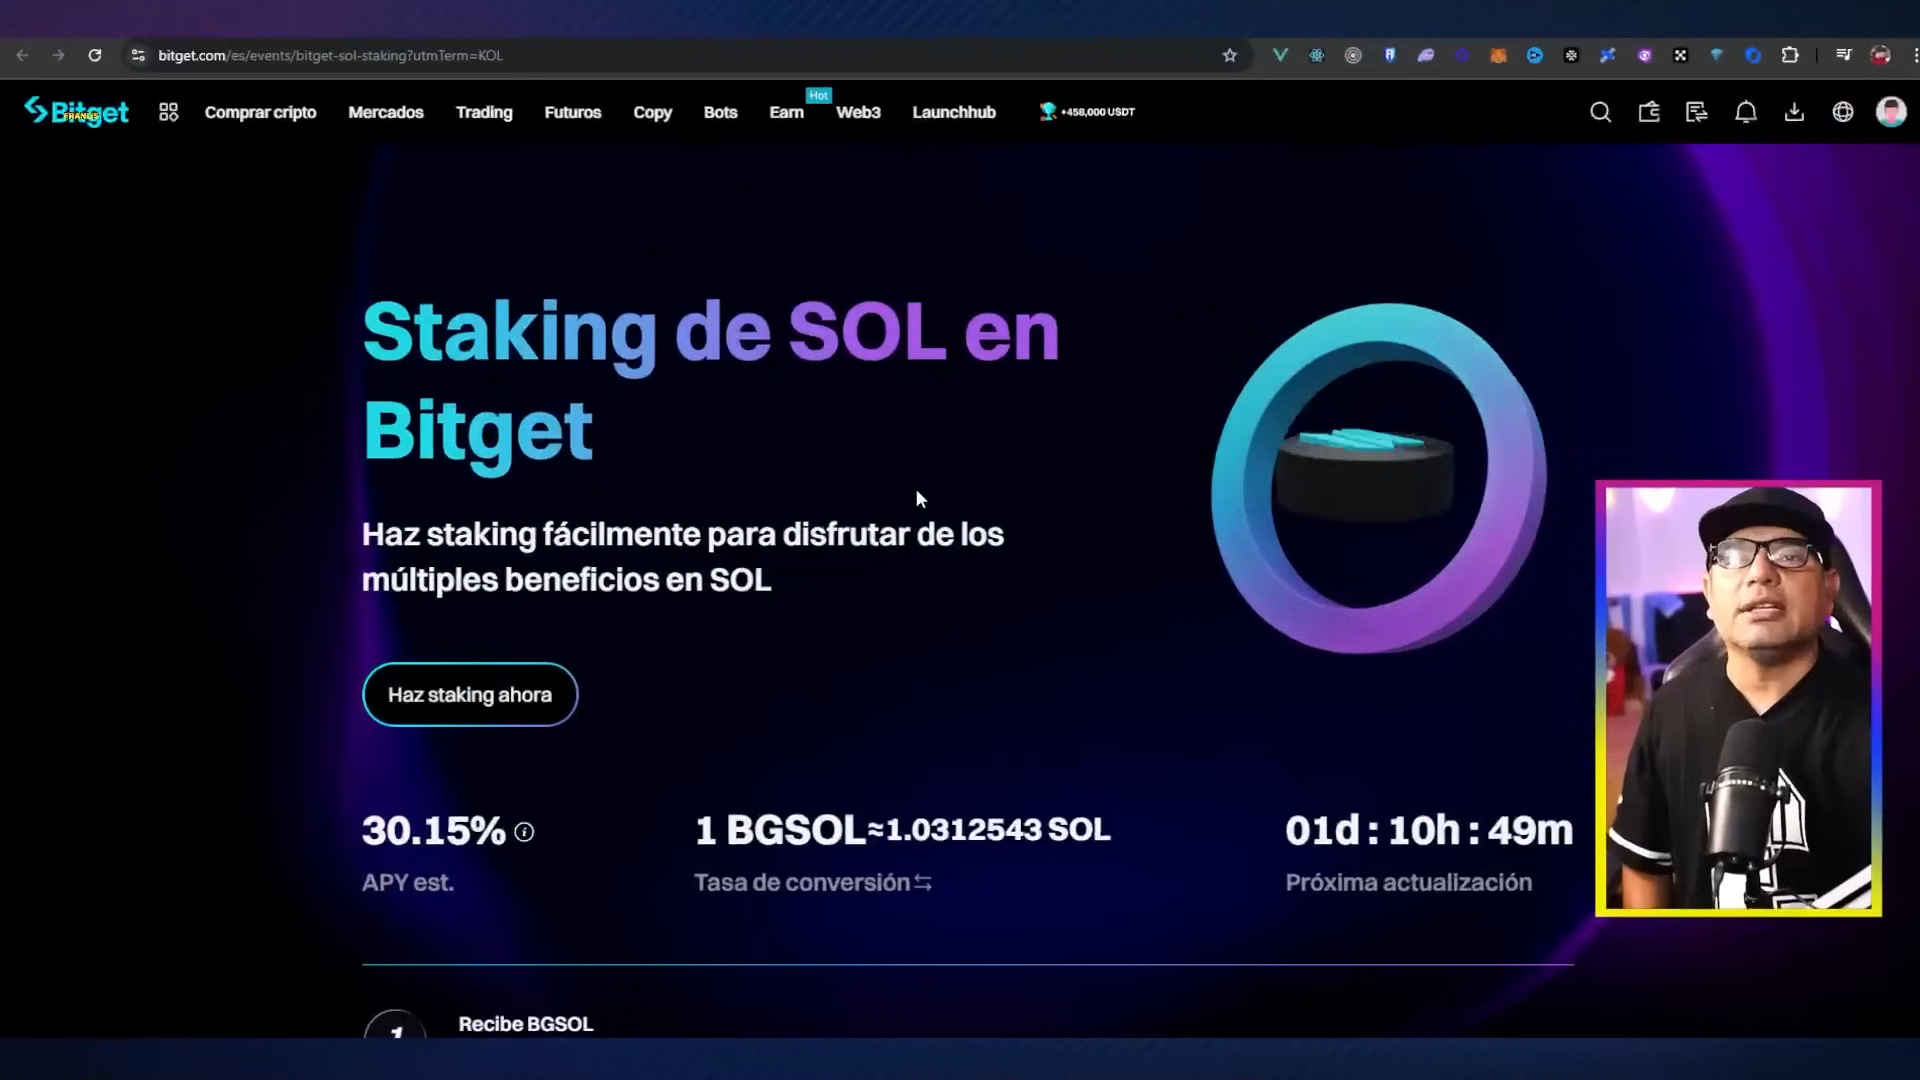 bitget.com/es/events/bitget-sol-staking?utmTerm=KOL
Bitget
Comprar cripto
Mercados
Trading
Futuros
Copy
Bots
Earn
Hot
Web3
Launchhub
+458,000 USDT
Staking de SOL en
Bitget
Haz staking fácilmente para disfrutar de los
múltiples beneficios en SOL
Haz staking ahora
30.15%
APY est.
1 BGSOL≈1.0312543 SOL
Tasa de conversión
01d : 10h : 49m
Próxima actualización
1
Recibe BGSOL